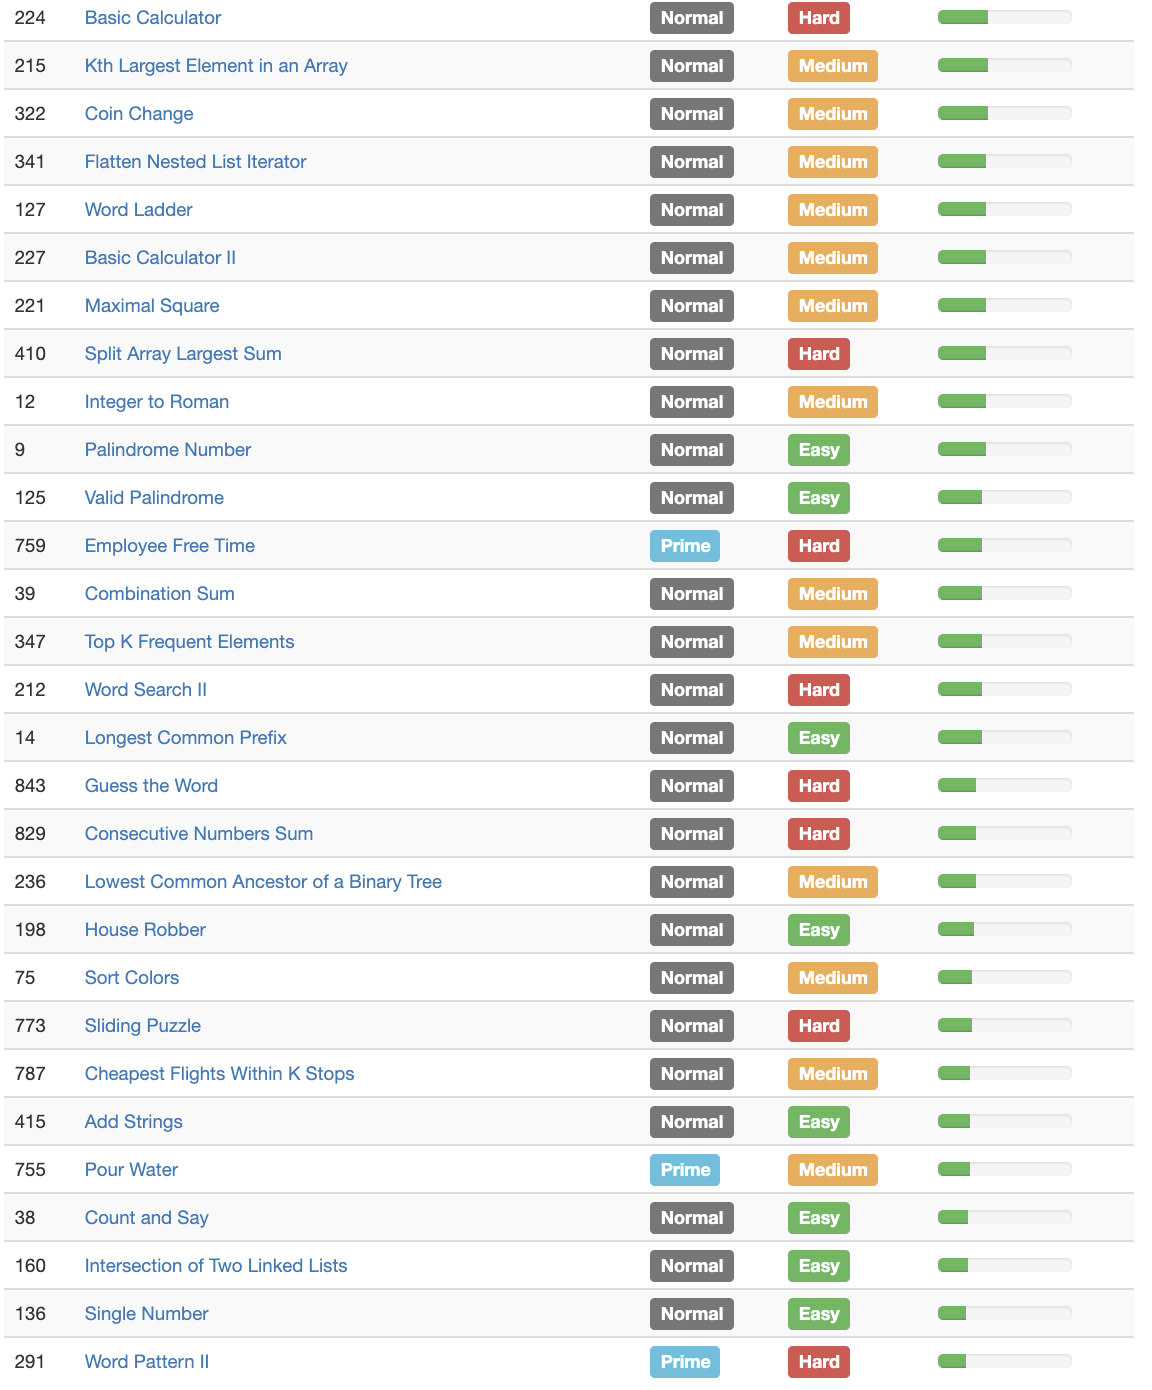 224 Basic Calculator Normal Hard
215 Kth Largest Element in an Array Normal Medium
322 Coin Change Normal Medium
341 Flatten Nested List Iterator Normal Medium
127 Word Ladder Normal Medium
227 Basic Calculator II Normal Medium
221 Maximal Square Normal Medium
410 Split Array Largest Sum Normal Hard
12 Integer to Roman Normal Medium
9 Palindrome Number Normal Easy
125 Valid Palindrome Normal Easy
759 Employee Free Time Prime Hard
39 Combination Sum Normal Medium
347 Top K Frequent Elements Normal Medium
212 Word Search II Normal Hard
14 Longest Common Prefix Normal Easy
843 Guess the Word Normal Hard
829 Consecutive Numbers Sum Normal Hard
236 Lowest Common Ancestor of a Binary Tree Normal Medium
198 House Robber Normal Easy
75 Sort Colors Normal Medium
773 Sliding Puzzle Normal Hard
787 Cheapest Flights Within K Stops Normal Medium
415 Add Strings Normal Easy
755 Pour Water Prime Medium
38 Count and Say Normal Easy
160 Intersection of Two Linked Lists Normal Easy
136 Single Number Normal Easy
291 Word Pattern II Prime Hard